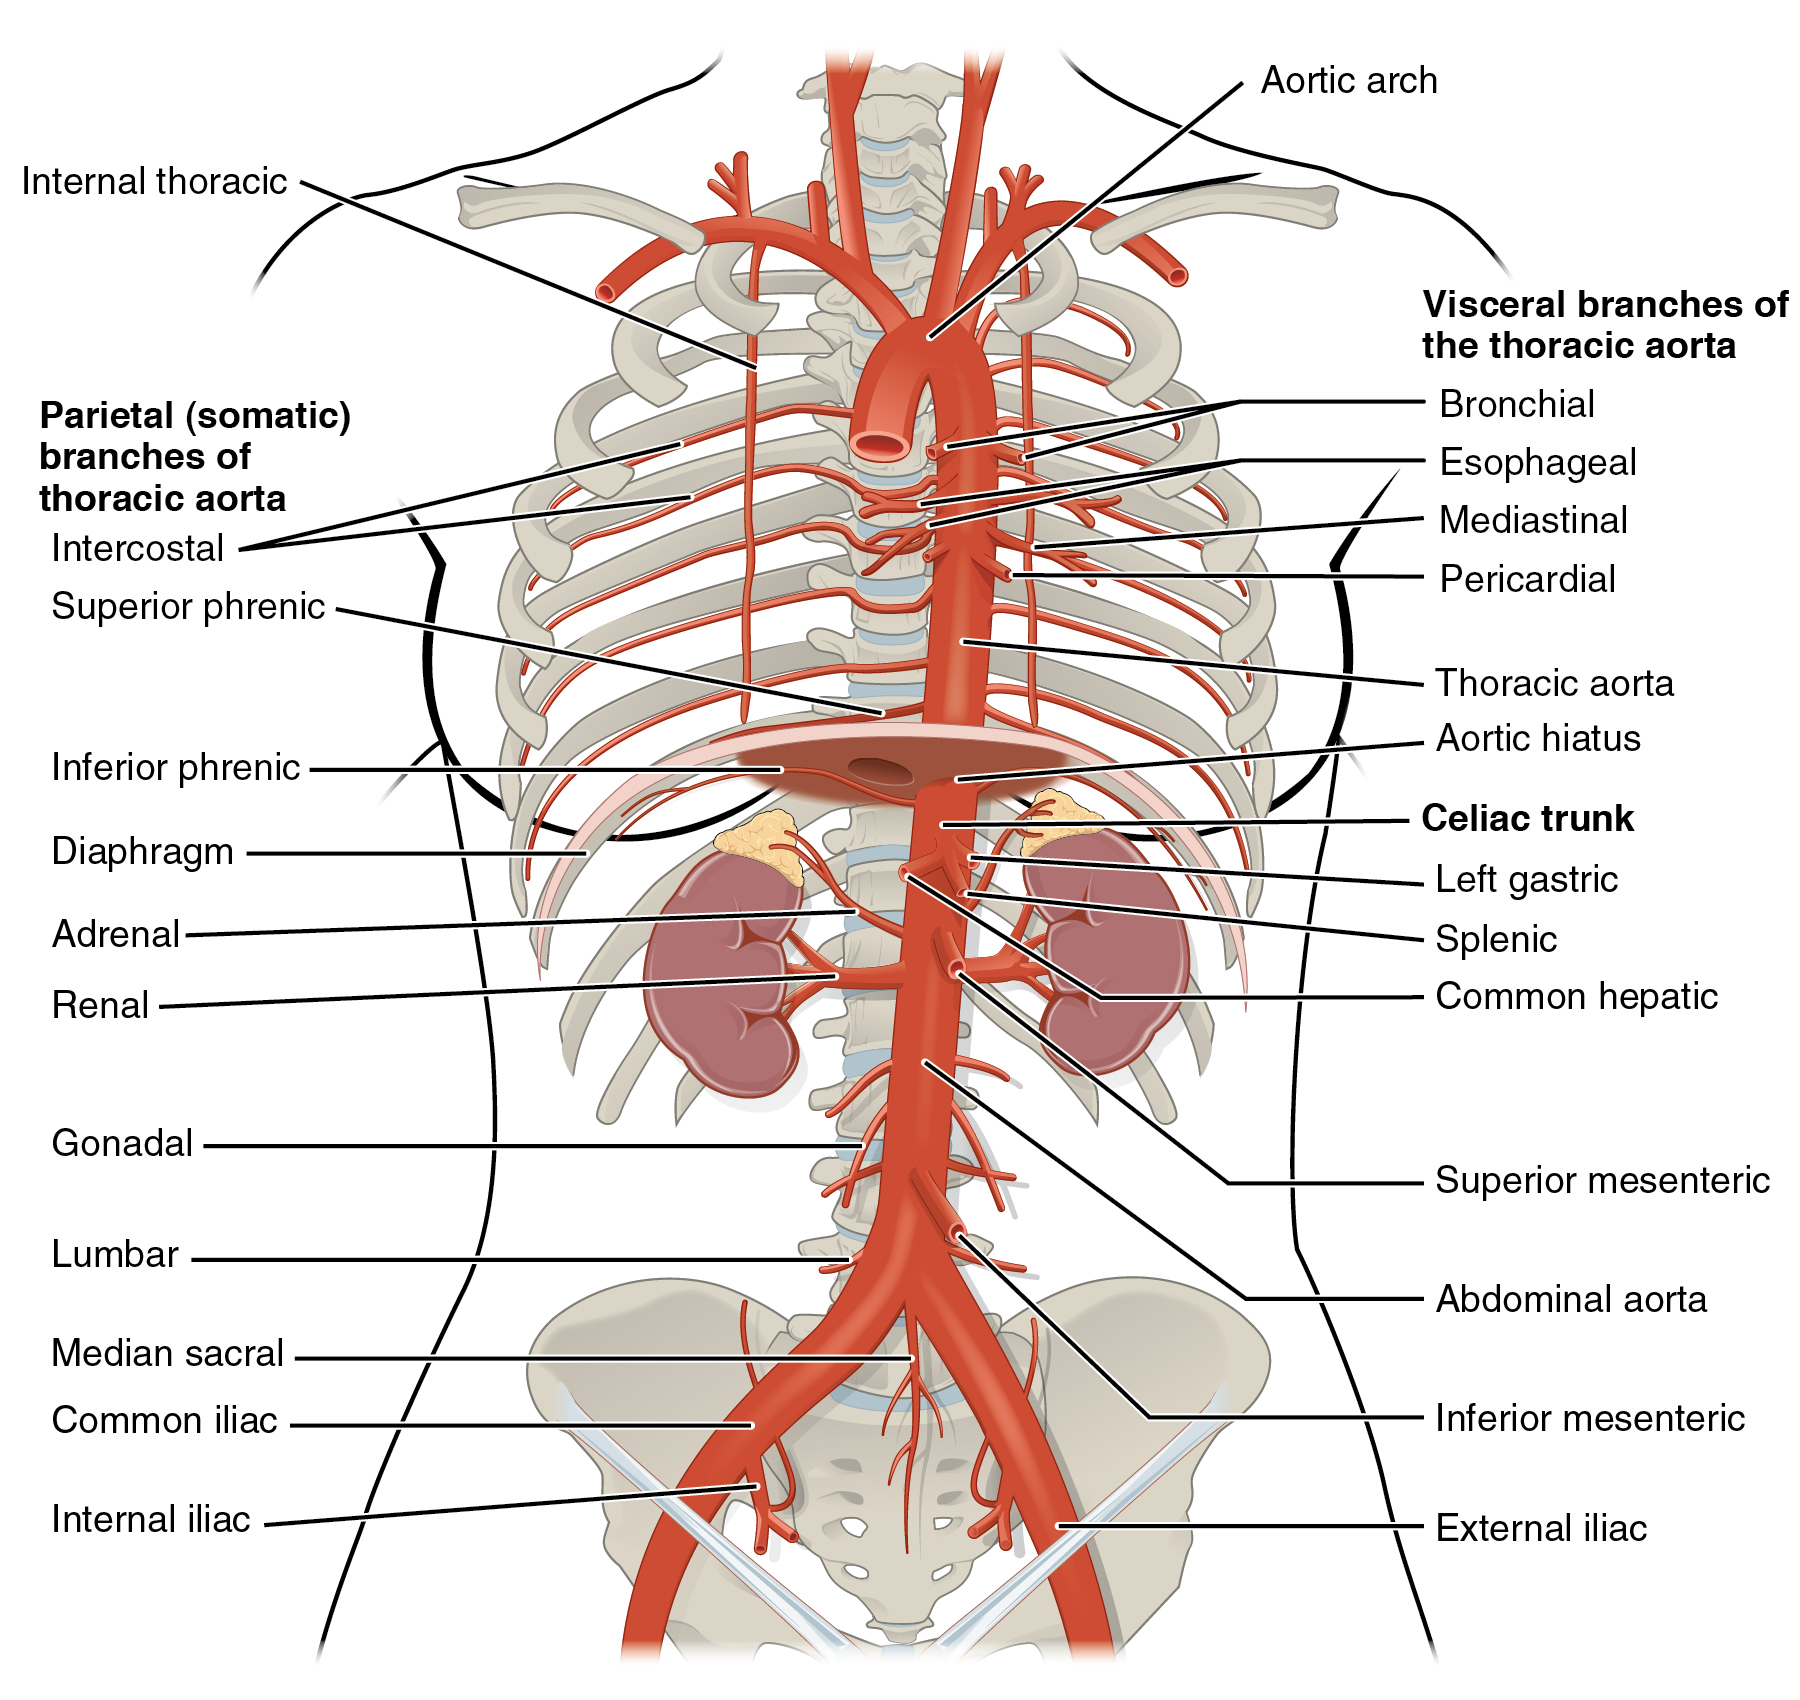 Aortic arch
Internal thoracic
Parietal (somatic)
branches of
thoracic aorta
Intercostal
Superior phrenic
Inferior phrenic
Diaphragm
Adrenal
Renal
Gonadal
Lumbar
Median sacral
Common iliac
Internal iliac
Visceral branches of
the thoracic aorta
Bronchial
Esophageal
Mediastinal
Pericardial
Thoracic aorta
Aortic hiatus
Celiac trunk
Left gastric
Splenic
Common hepatic
Superior mesenteric
Abdominal aorta
Inferior mesenteric
External iliac